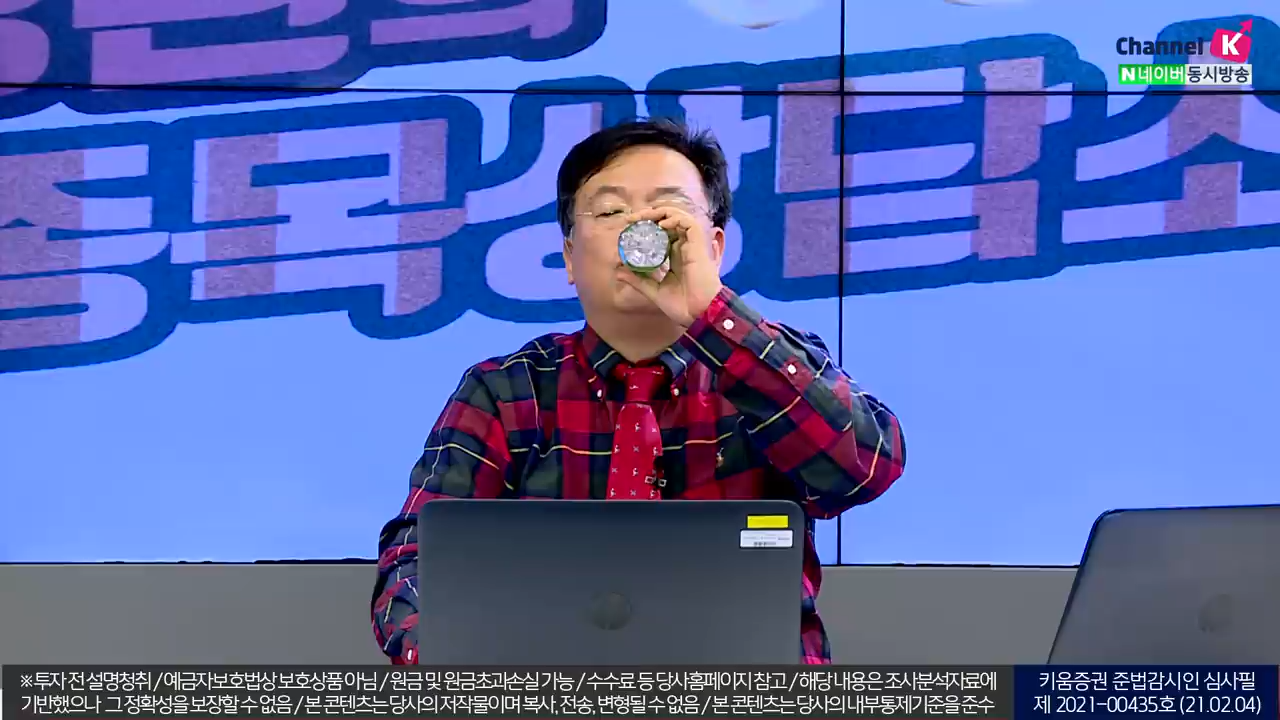 Channel K
N 네이버 동시방송
종목상담소
※ 투자 전 설명청취 / 예금자보호법상 보호상품 아님 / 원금 및 원금초과손실 가능 / 수수료 등 당사홈페이지 참고 / 해당 내용은 조사분석자료에
기반했으나 그 정확성을 보장할 수 없음 / 본 콘텐츠는 당사의 저작물이며 복사, 전송, 변형될 수 없음 / 본 콘텐츠는 당사의 내부통제기준을 준수
키움증권 준법감시인 심사필
제 2021-00435호 (21.02.04)